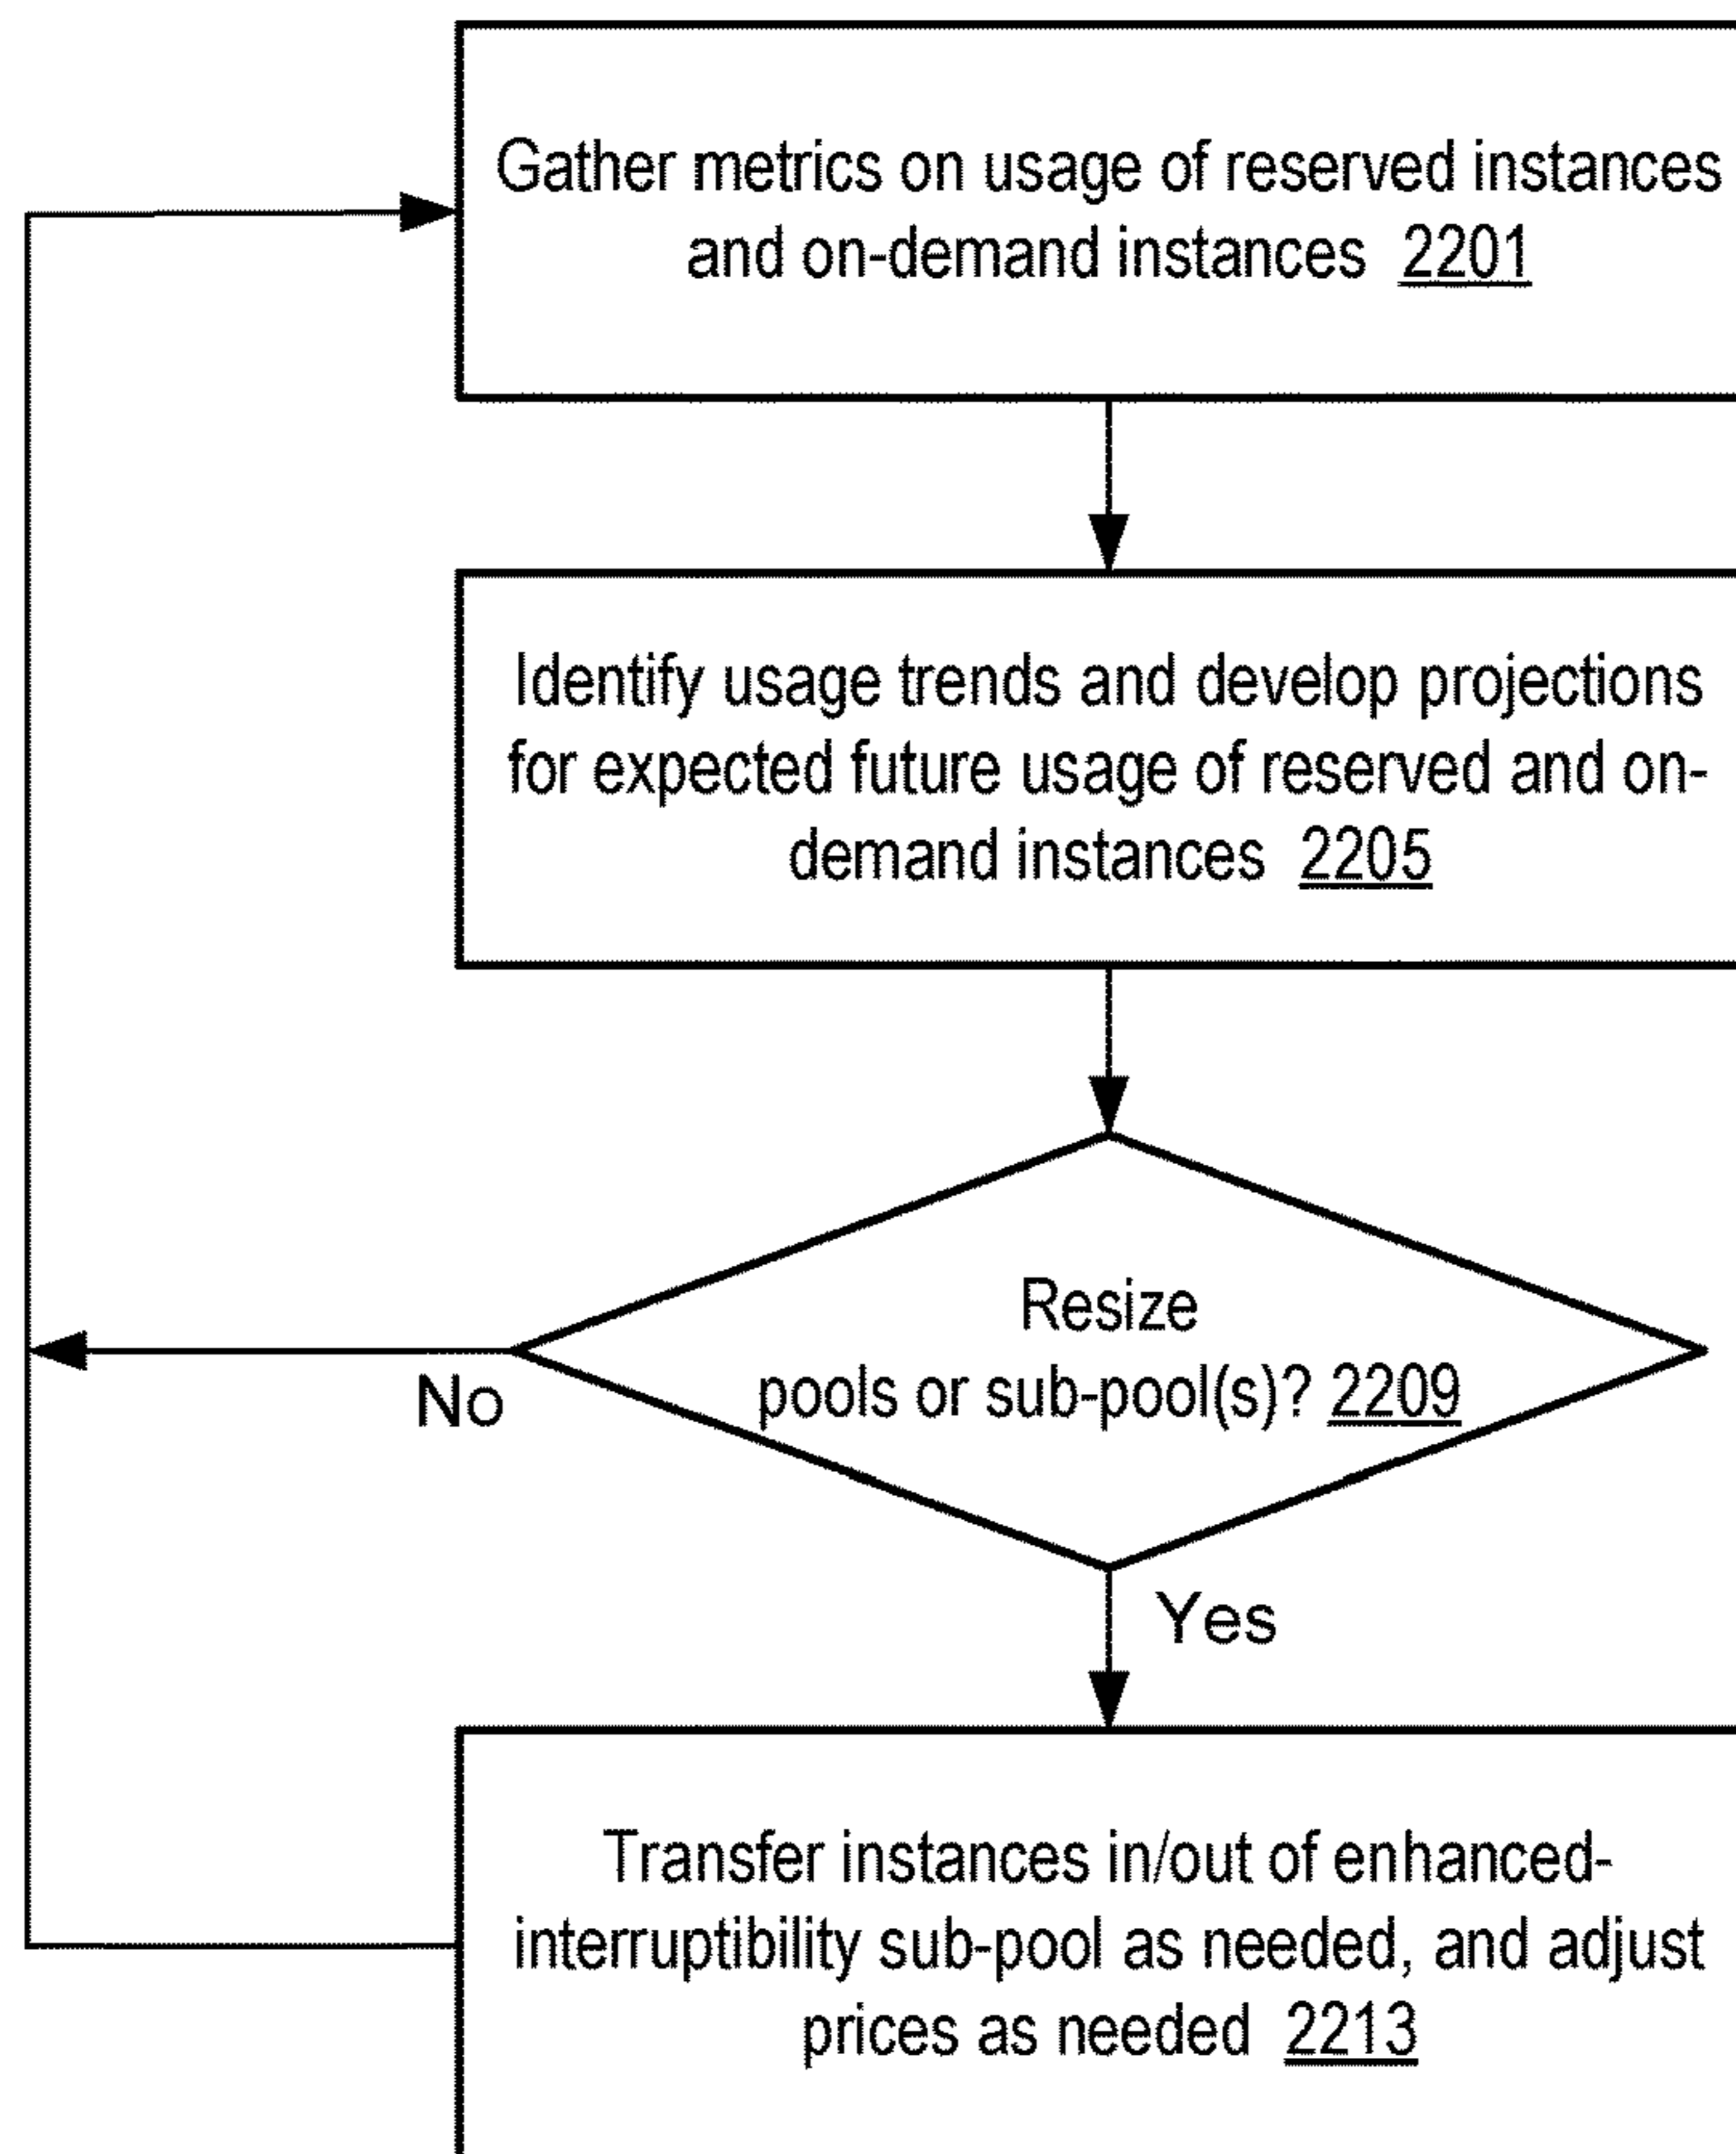 Gather metrics on usage of reserved instances
and on-demand instances 2201
Identify usage trends and develop projections
for expected future usage of reserved and on-
demand instances 2205
Resize
pools or sub-pool(s)? 2209
No
Yes
Transfer instances in/out of enhanced-
interruptibility sub-pool as needed, and adjust
prices as needed 2213